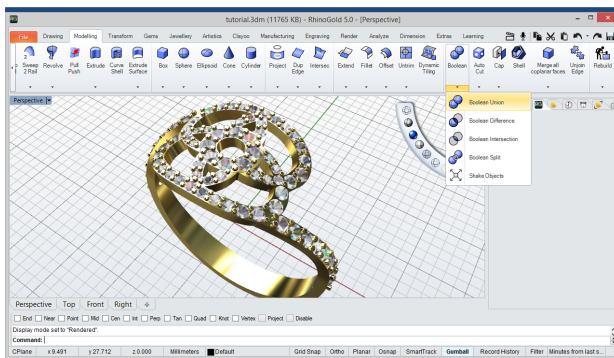 tutorial.3dm (11765 KB) - RhinoGold 5.0 - [Perspective]
File Drawing Modelling Transform Gems Jewellery Artistics Clayoo Manufacturing Engraving Render Analyze Dimension Extras Learning
Sweep 2 Rail Revolve Pull Push Extrude Curve Shell Extrude Surface Box Sphere Ellipsoid Cone Cylinder Project Dup Edge Intersec Extend Fillet Offset Untrim Dynamic Tiling Boolean Auto Cut Cap Shell Merge all coplanar faces Unjoin Edge Rebuild
Perspective
Boolean Union
Boolean Difference
Boolean Intersection
Boolean Split
Shake Objects
Perspective Top Front Right
End Near Point Mid Cen Int Perp Tan Quad Knot Vertex Project Disable
Display mode set to "Rendered".
Command:
CPlane x 9.491 y 27.712 z 0.000 Millimeters Default Grid Snap Ortho Planar Osnap SmartTrack Gumball Record History Filter Minutes from last s...